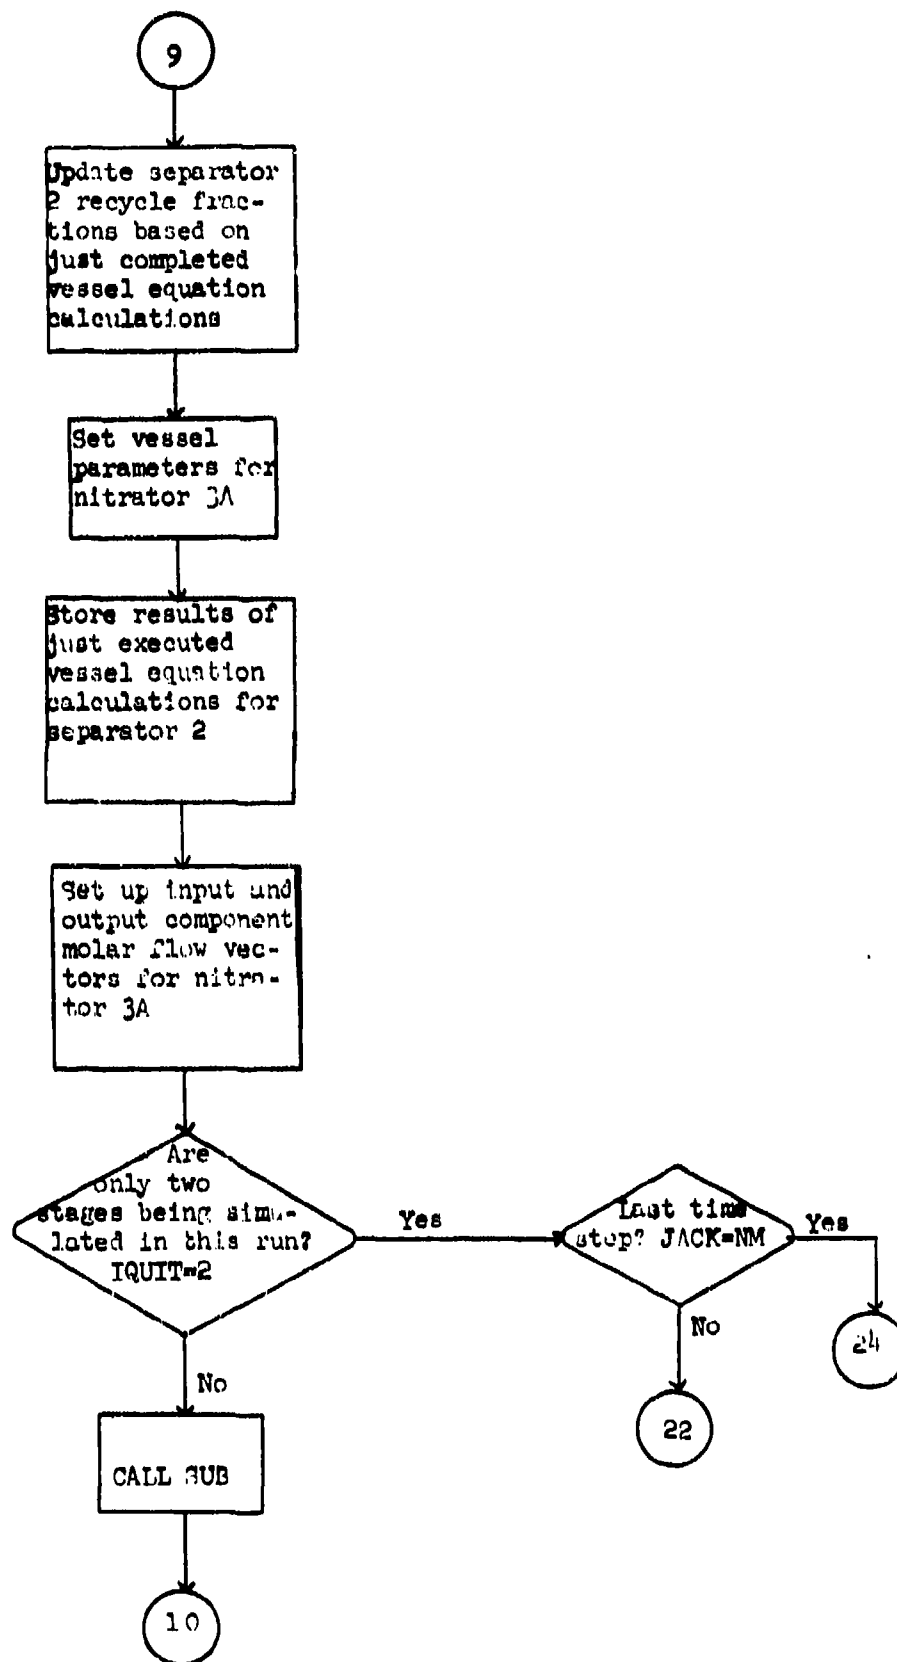 9
Update separator
2 recycle frac-
tions based on
just completed
vessel equation
calculations
Set vessel
parameters for
nitrator 3A
Store results of
just executed
vessel equation
calculations for
separator 2
Set up input and
output component
molar flow vec-
tors for nitra-
tor 3A
Are
only two
stages being simu-
lated in this run?
IQUIT=2
Yes
Last time
step? JACK=NM
Yes
24
No
22
No
CALL SUB
10